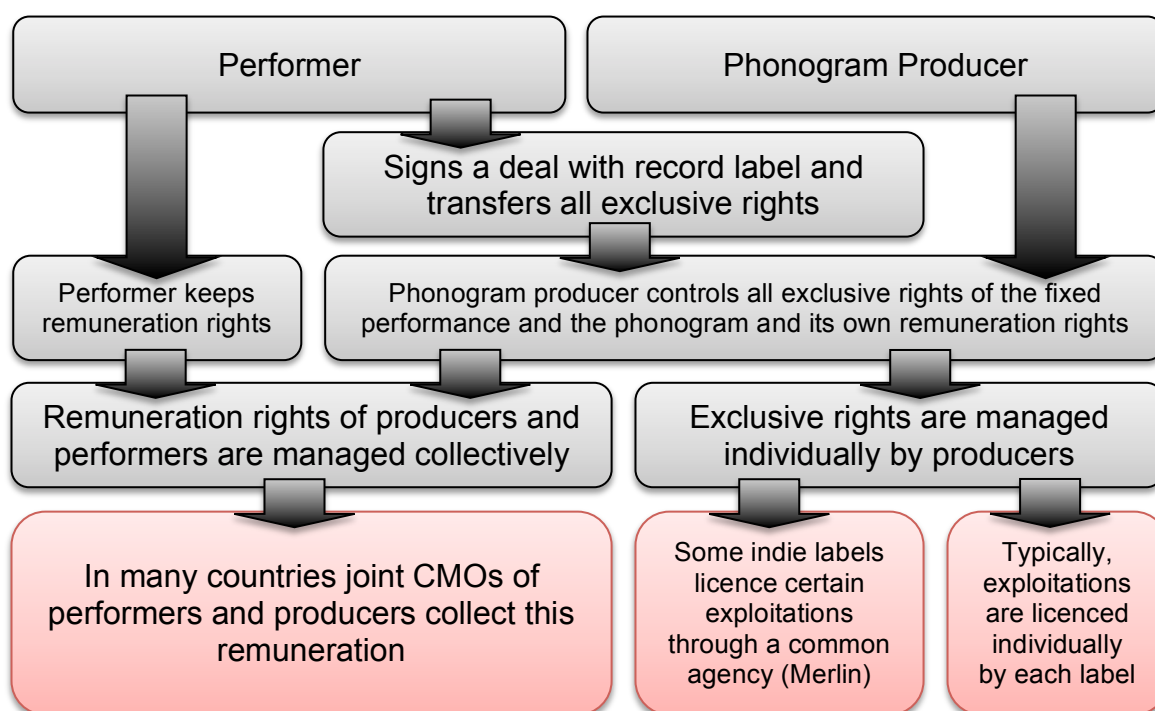 Performer
Phonogram Producer
Signs a deal with record label and
transfers all exclusive rights
Performer keeps
remuneration rights
Phonogram producer controls all exclusive rights of the fixed
performance and the phonogram and its own remuneration rights
Remuneration rights of producers and
performers are managed collectively
Exclusive rights are managed
individually by producers
In many countries joint CMOs of
performers and producers collect this
remuneration
Some indie labels
licence certain
exploitations
through a common
agency (Merlin)
Typically,
exploitations
are licenced
individually
by each label